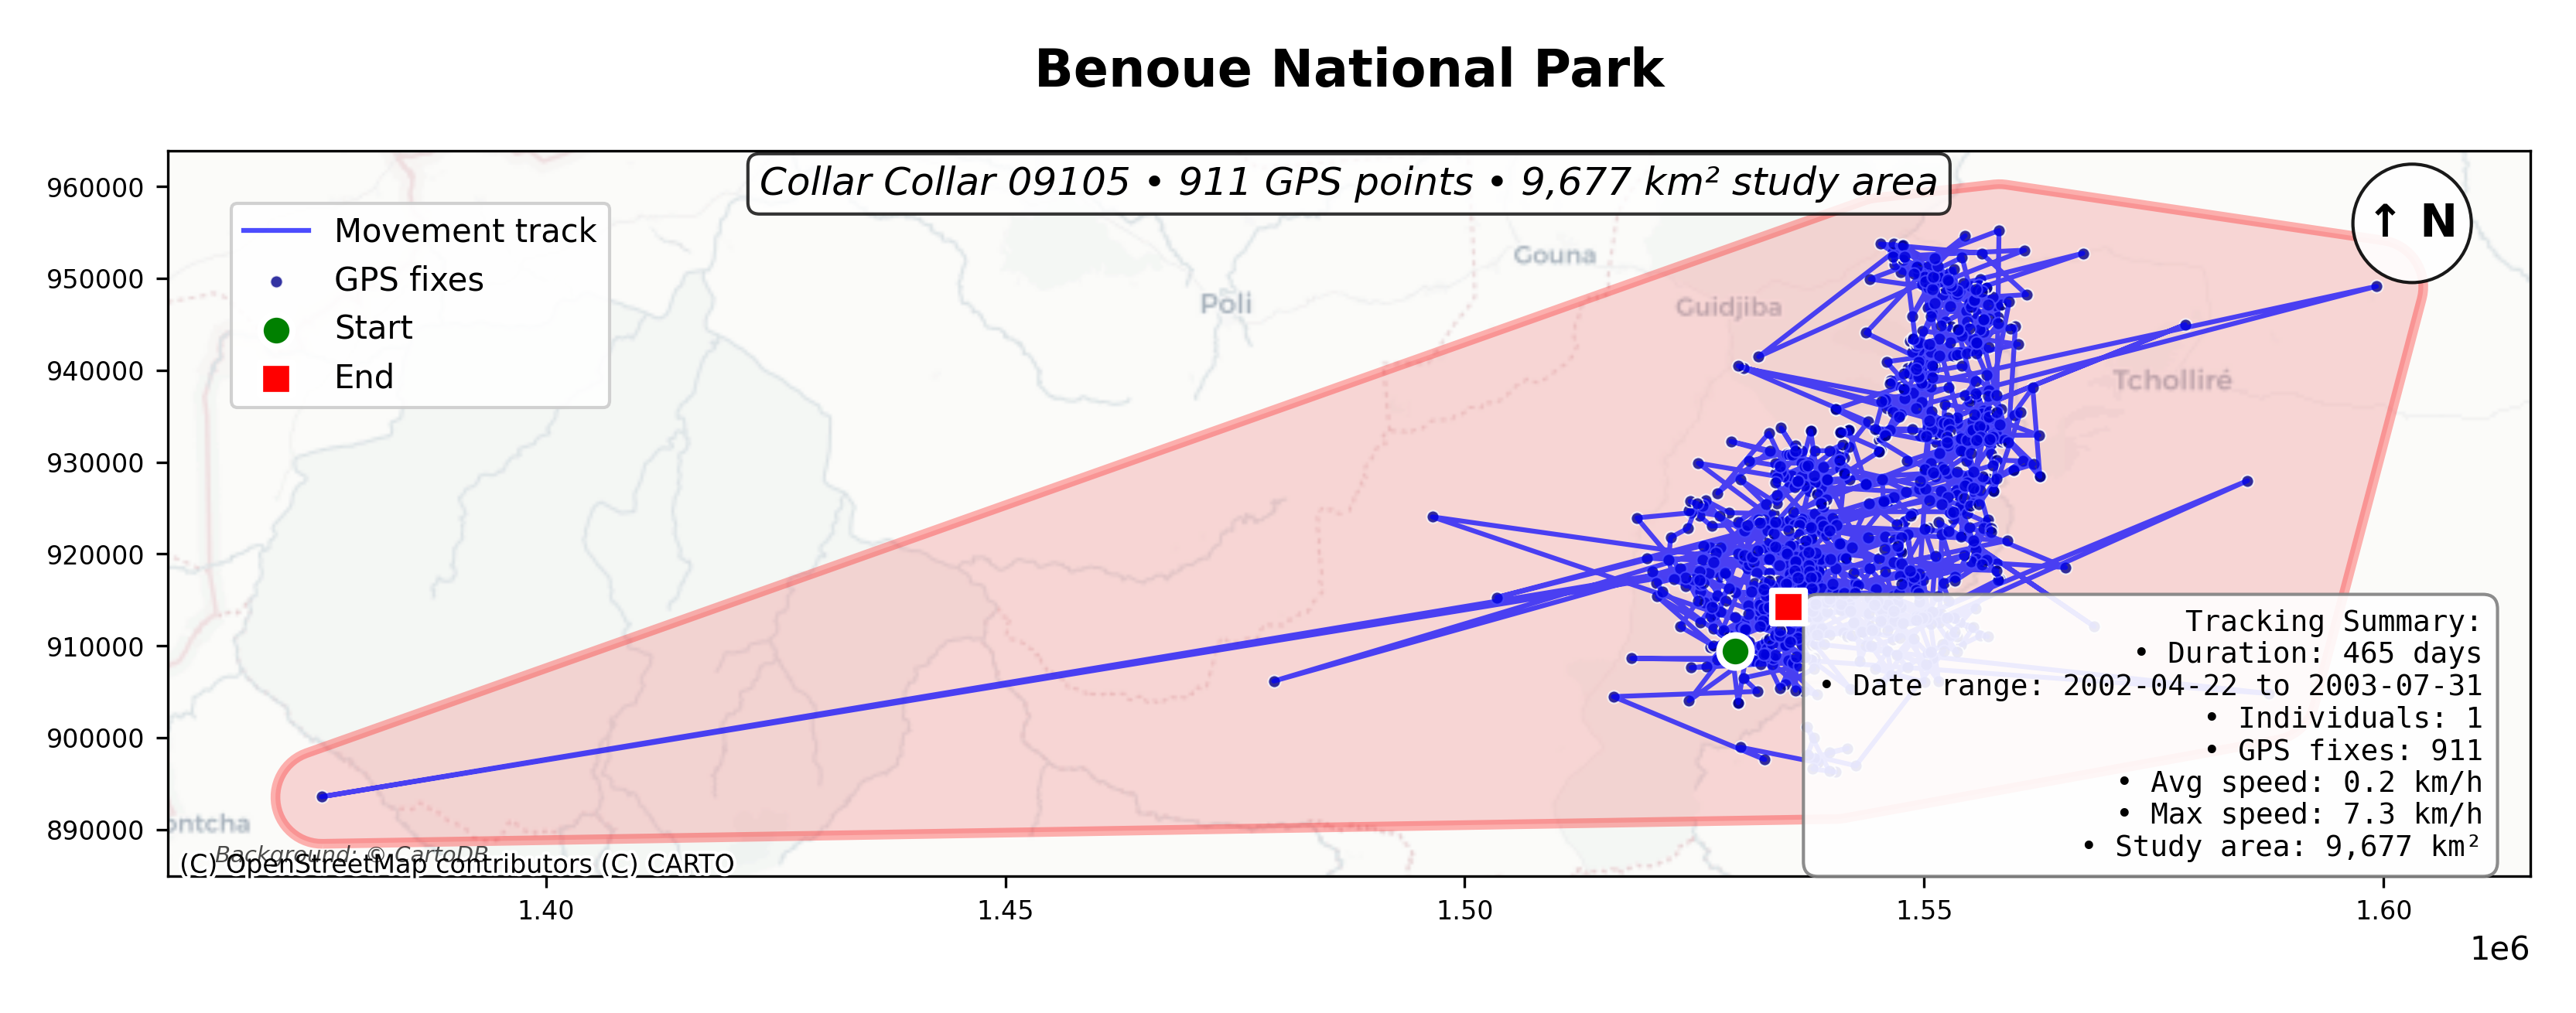 Benoue National Park
Collar Collar 09105 • 911 GPS points • 9,677 km² study area
↑ N
Movement track
GPS fixes
Start
End
960000
950000
940000
930000
920000
910000
900000
890000
Gouna
Poli
Guidjiba
Tcholliré
ontcha
Tracking Summary:
• Duration: 465 days
• Date range: 2002-04-22 to 2003-07-31
• Individuals: 1
• GPS fixes: 911
• Avg speed: 0.2 km/h
• Max speed: 7.3 km/h
• Study area: 9,677 km²
Background: © CartoDB
(C) OpenStreetMap contributors (C) CARTO
1.40
1.45
1.50
1.55
1.60
1e6